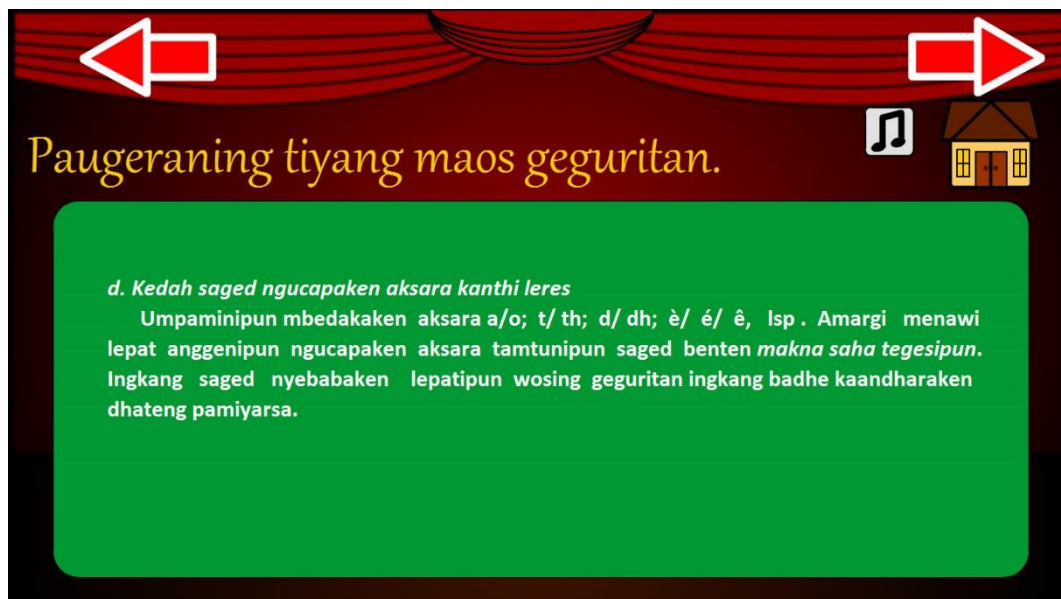 Paugeraning tiyang maos geguritan.
d. Kedah saged ngucapaken aksara kanthi leres
Umpaminipun mbedakaken aksara a/o; t/ th; d/ dh; è/ é/ ê, lsp . Amargi menawi
lepat anggenipun ngucapaken aksara tamtunipun saged benten makna saha tegesipun.
Ingkang saged nyebabaken lepatipun wosing geguritan ingkang badhe kaandharaken
dhateng pamiyarsa.